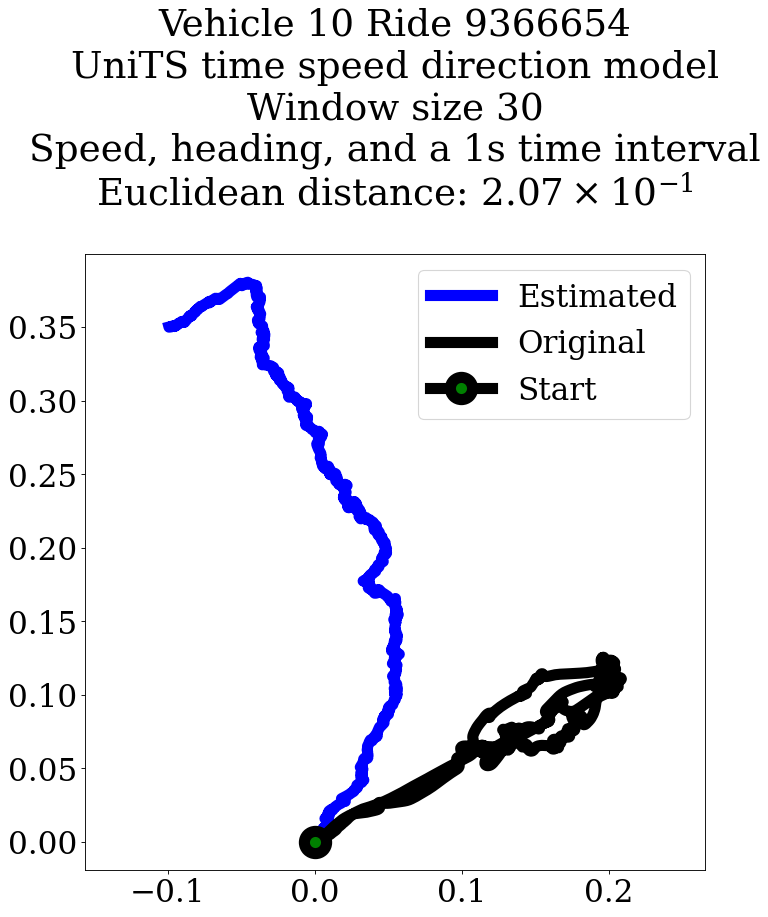 Vehicle 10 Ride 9366654
UniTS time speed direction model
Window size 30
Speed, heading, and a 1s time interval
Euclidean distance: 2.07 × 10⁻¹
Estimated
Original
Start
0.35
0.30
0.25
0.20
0.15
0.10
0.05
0.00
−0.1
0.0
0.1
0.2